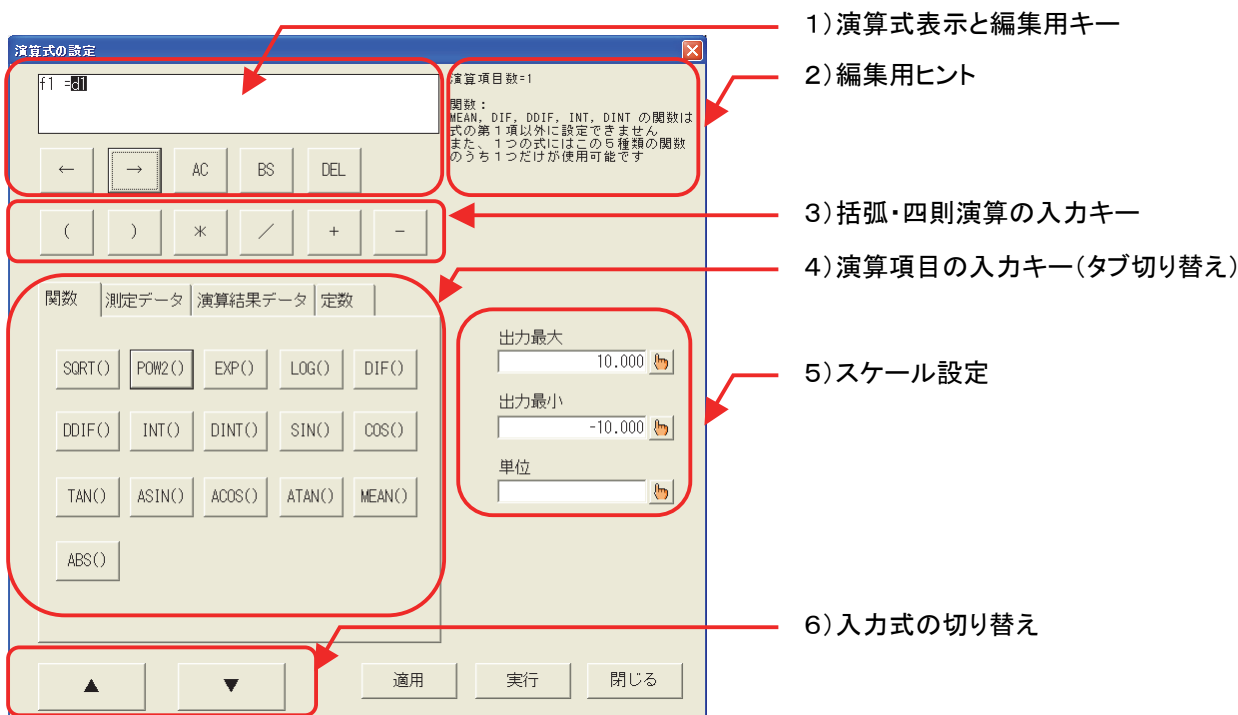 演算式の設定
f1 =d1
演算項目数=1
関数：
MEAN, DIF, DDIF, INT, DINT の関数は
式の第１項以外に設定できません
また、１つの式にはこの５種類の関数
のうち１つだけが使用可能です
← → AC BS DEL
( ) * ／ + −
関数 測定データ 演算結果データ 定数
SQRT() POW2() EXP() LOG() DIF()
DDIF() INT() DINT() SIN() COS()
TAN() ASIN() ACOS() ATAN() MEAN()
ABS()
出力最大
10.000
出力最小
-10.000
単位
▲ ▼ 適用 実行 閉じる
１）演算式表示と編集用キー
２）編集用ヒント
３）括弧・四則演算の入力キー
４）演算項目の入力キー（タブ切り替え）
５）スケール設定
６）入力式の切り替え